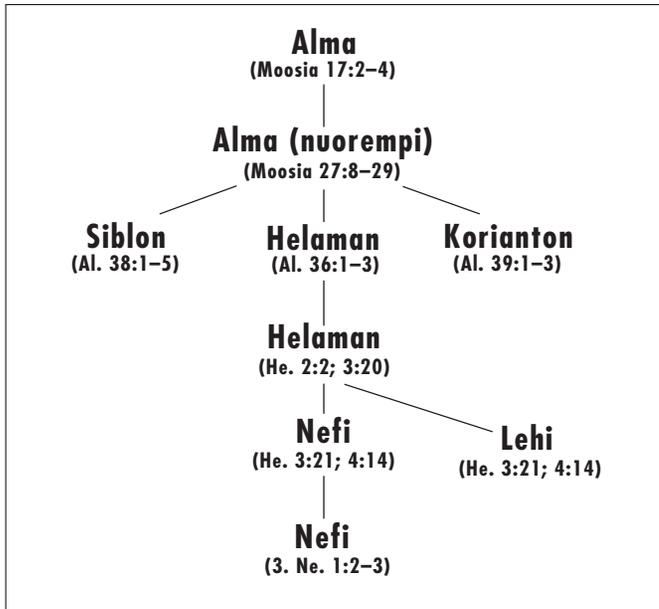 Alma
(Moosia 17:2–4)
Alma (nuorempi)
(Moosia 27:8–29)
Siblon Helaman Korianton
(Al. 38:1–5) (Al. 36:1–3) (Al. 39:1–3)
Helaman
(He. 2:2; 3:20)
Nefi Lehi
(He. 3:21; 4:14) (He. 3:21; 4:14)
Nefi
(3. Ne. 1:2–3)